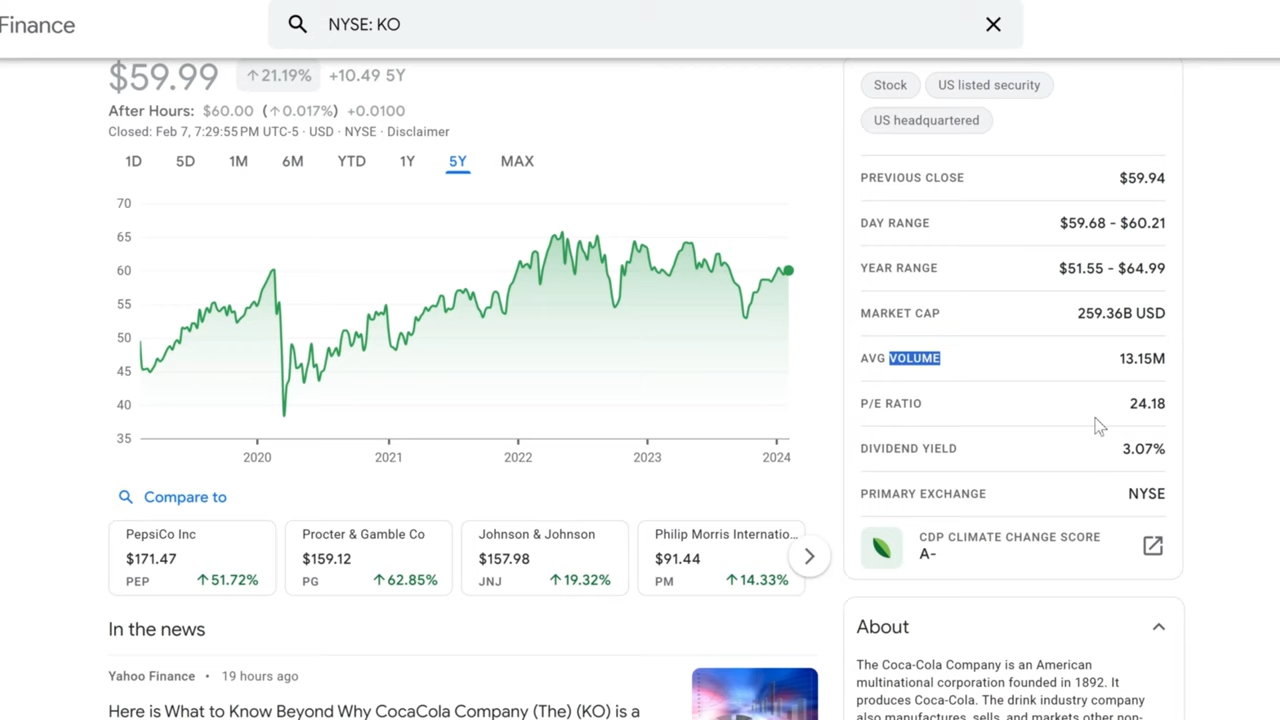 Finance
NYSE: KO
$59.99 ↑21.19% +10.49 5Y
After Hours: $60.00 (↑0.017%) +0.0100
Closed: Feb 7, 7:29:55 PM UTC-5 · USD · NYSE · Disclaimer
1D 5D 1M 6M YTD 1Y 5Y MAX
70
65
60
55
50
45
40
35
2020 2021 2022 2023 2024
Compare to
PepsiCo Inc
$171.47
PEP ↑51.72%
Procter & Gamble Co
$159.12
PG ↑62.85%
Johnson & Johnson
$157.98
JNJ ↑19.32%
Philip Morris Internatio...
$91.44
PM ↑14.33%
In the news
Yahoo Finance • 19 hours ago
Here is What to Know Beyond Why CocaCola Company (The) (KO) is a
Stock US listed security
US headquartered
PREVIOUS CLOSE $59.94
DAY RANGE $59.68 - $60.21
YEAR RANGE $51.55 - $64.99
MARKET CAP 259.36B USD
AVG VOLUME 13.15M
P/E RATIO 24.18
DIVIDEND YIELD 3.07%
PRIMARY EXCHANGE NYSE
CDP CLIMATE CHANGE SCORE
A-
About
The Coca-Cola Company is an American
multinational corporation founded in 1892. It
produces Coca-Cola. The drink industry company
also manufactures, sells, and markets other non-